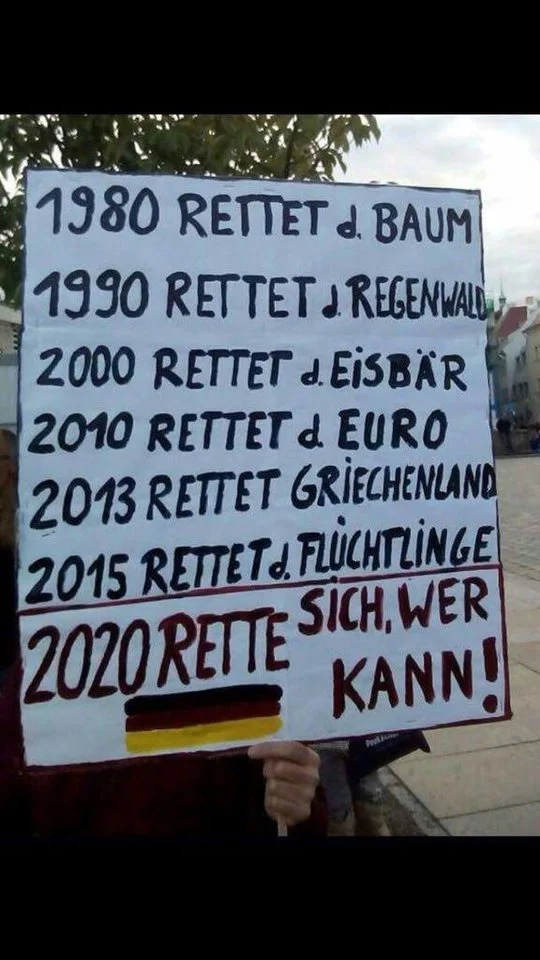 1980 RETTET d. BAUM
1990 RETTET d. REGENWALD
2000 RETTET d. EiSBÄR
2010 RETTET d. EURO
2013 RETTET GRiECHENLAND
2015 RETTET d. FLÜCHTLiNGE
2020 RETTE SiCH, WER
KANN!